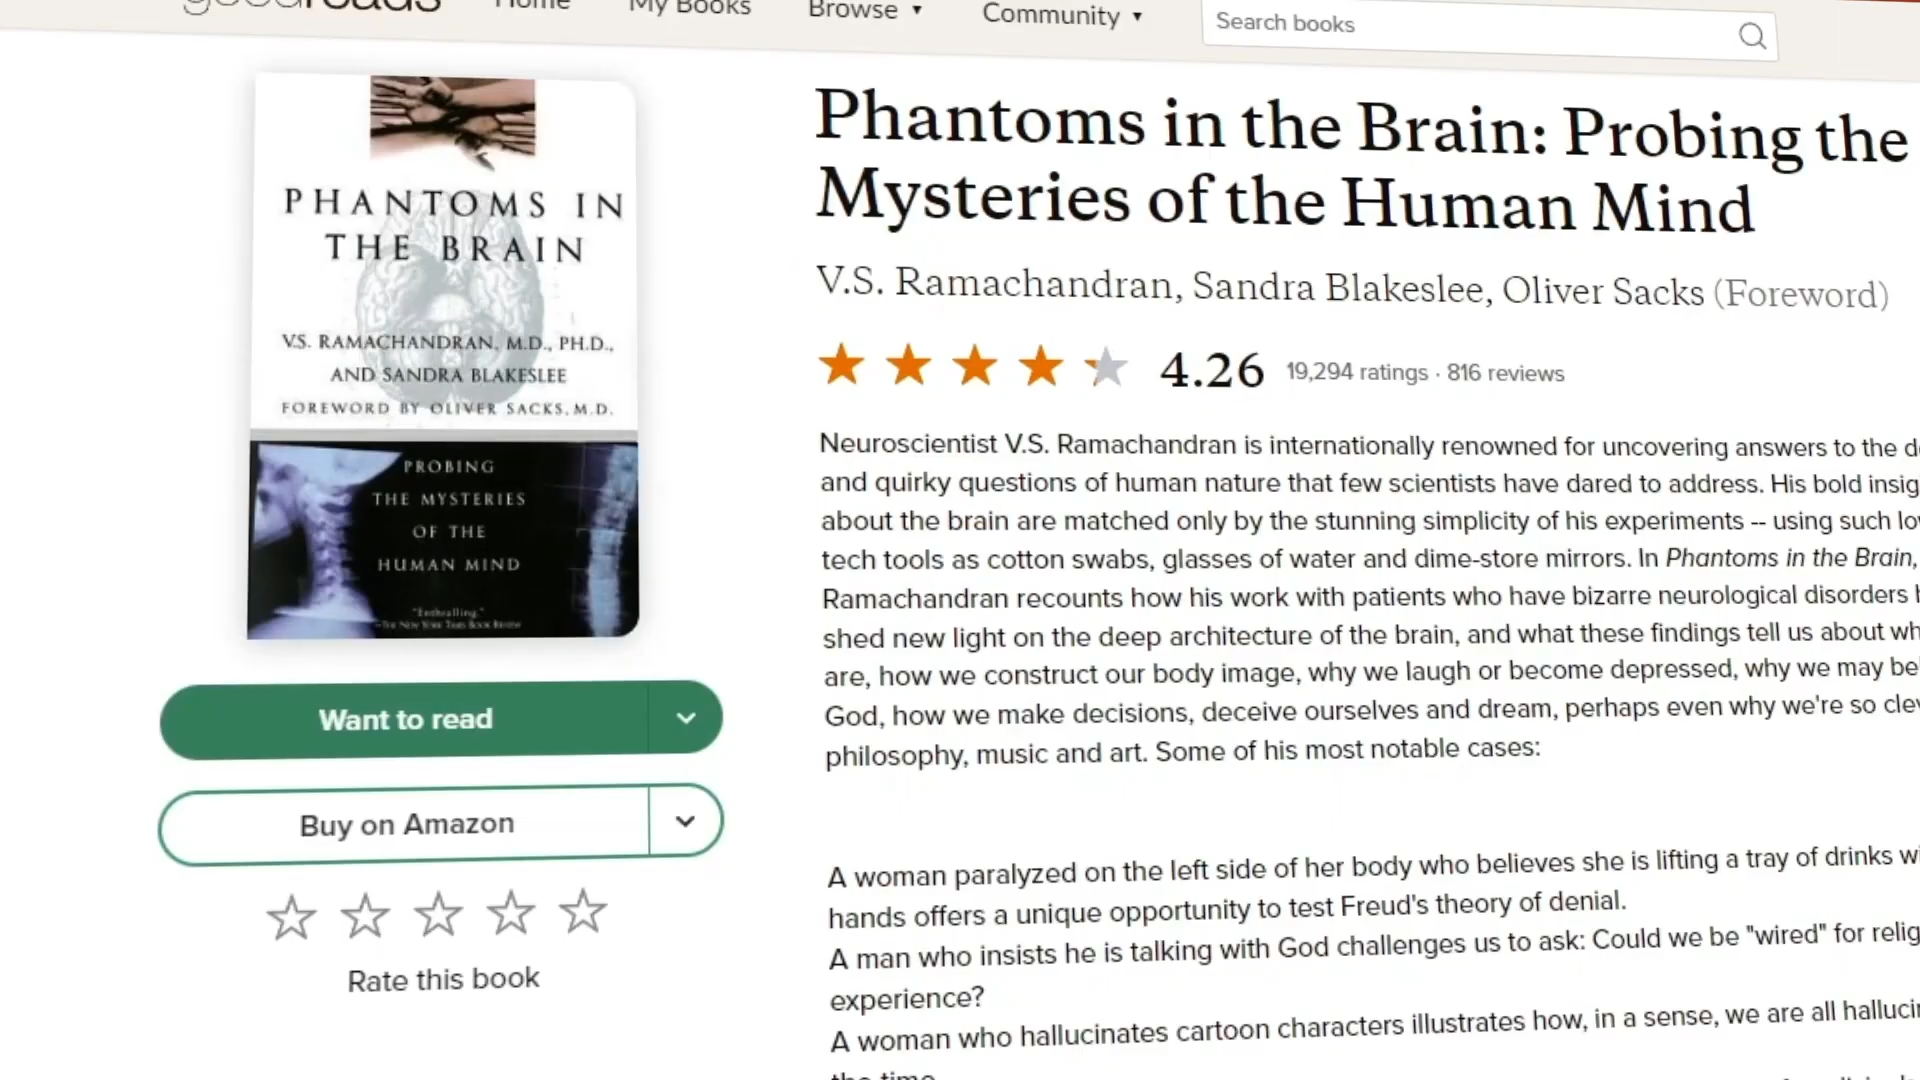 goodreads Home My Books Browse ▼ Community ▼ Search books
PHANTOMS IN
THE BRAIN
V.S. RAMACHANDRAN, M.D., PH.D.,
AND SANDRA BLAKESLEE
FOREWORD BY OLIVER SACKS, M.D.
PROBING
THE MYSTERIES
OF THE
HUMAN MIND
"Enthralling."
—THE NEW YORK TIMES BOOK REVIEW
Want to read
Buy on Amazon
Rate this book
Phantoms in the Brain: Probing the
Mysteries of the Human Mind
V.S. Ramachandran, Sandra Blakeslee, Oliver Sacks (Foreword)
4.26 19,294 ratings · 816 reviews
Neuroscientist V.S. Ramachandran is internationally renowned for uncovering answers to the
and quirky questions of human nature that few scientists have dared to address. His bold
about the brain are matched only by the stunning simplicity of his experiments -- using such
tech tools as cotton swabs, glasses of water and dime-store mirrors. In Phantoms in the Brain,
Ramachandran recounts how his work with patients who have bizarre neurological disorders
shed new light on the deep architecture of the brain, and what these findings tell us about
are, how we construct our body image, why we laugh or become depressed, why we may
God, how we make decisions, deceive ourselves and dream, perhaps even why we're so
philosophy, music and art. Some of his most notable cases:
A woman paralyzed on the left side of her body who believes she is lifting a tray of drinks
hands offers a unique opportunity to test Freud's theory of denial.
A man who insists he is talking with God challenges us to ask: Could we be "wired" for
experience?
A woman who hallucinates cartoon characters illustrates how, in a sense, we are all
the time.